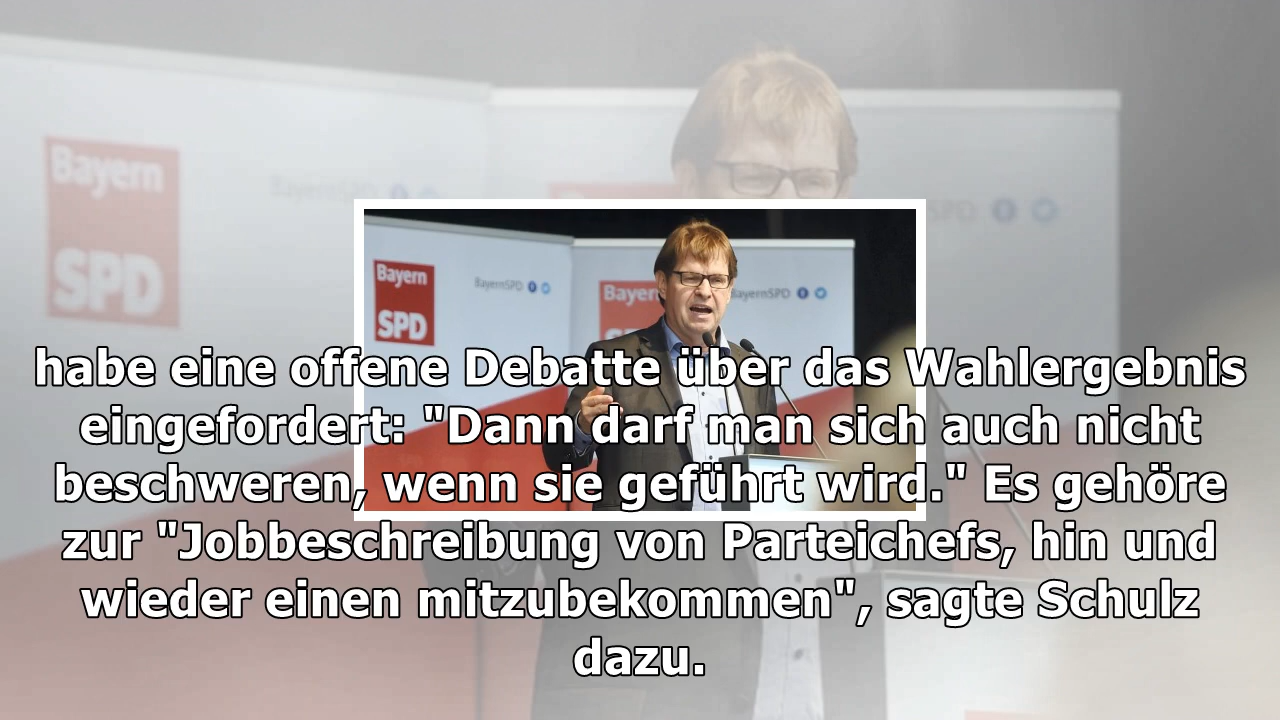 Bayern
SPD
BayernSPD
Bayern
SPD
BayernSPD
Bayern
SPD
BayernSPD
habe eine offene Debatte über das Wahlergebnis
eingefordert: "Dann darf man sich auch nicht
beschweren, wenn sie geführt wird." Es gehöre
zur "Jobbeschreibung von Parteichefs, hin und
wieder einen mitzubekommen", sagte Schulz
dazu.